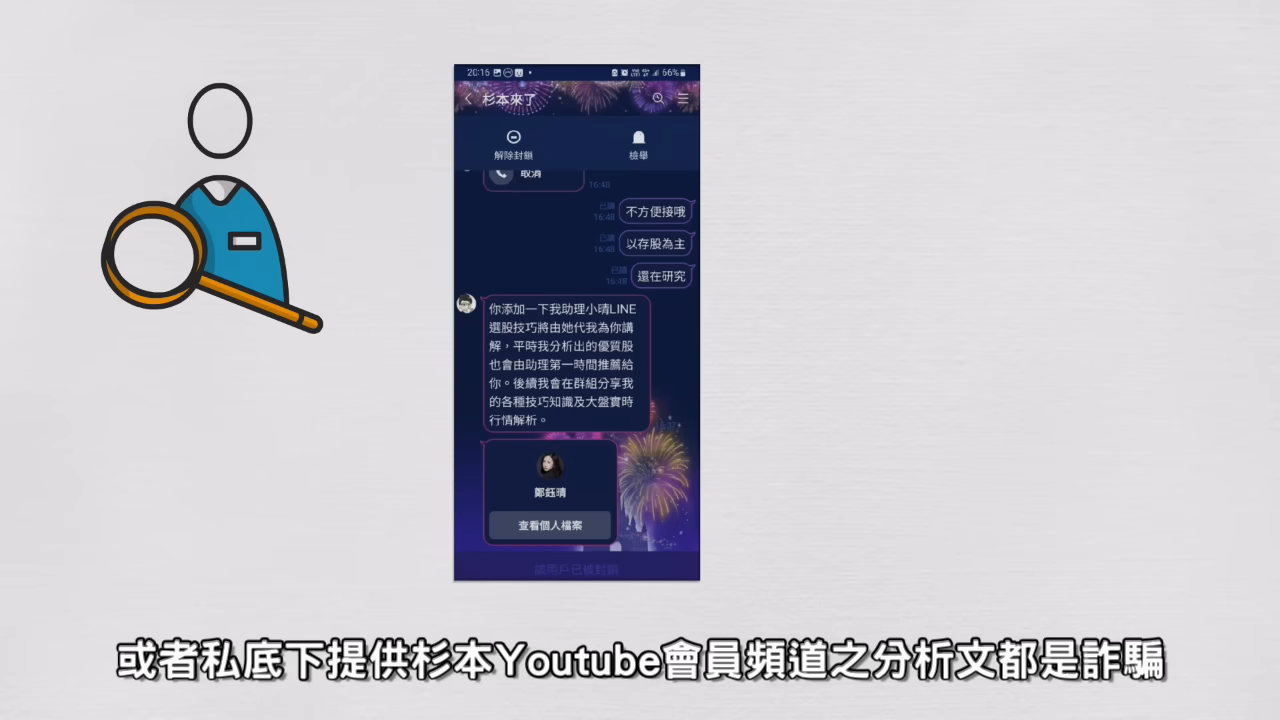 20:15
66%
杉本來了
解除封鎖
檢舉
取消
16:48
已讀
16:48
不方便接哦
已讀
16:48
以存股為主
已讀
16:48
還在研究
你添加一下我助理小晴LINE
選股技巧將由她代我為你講
解，平時我分析出的優質股
也會由助理第一時間推薦給
你。後續我會在群組分享我
的各種技巧知識及大盤實時
行情解析。
鄭鈺晴
查看個人檔案
該用戶已被封鎖
或者私底下提供杉本Youtube會員頻道之分析文都是詐騙